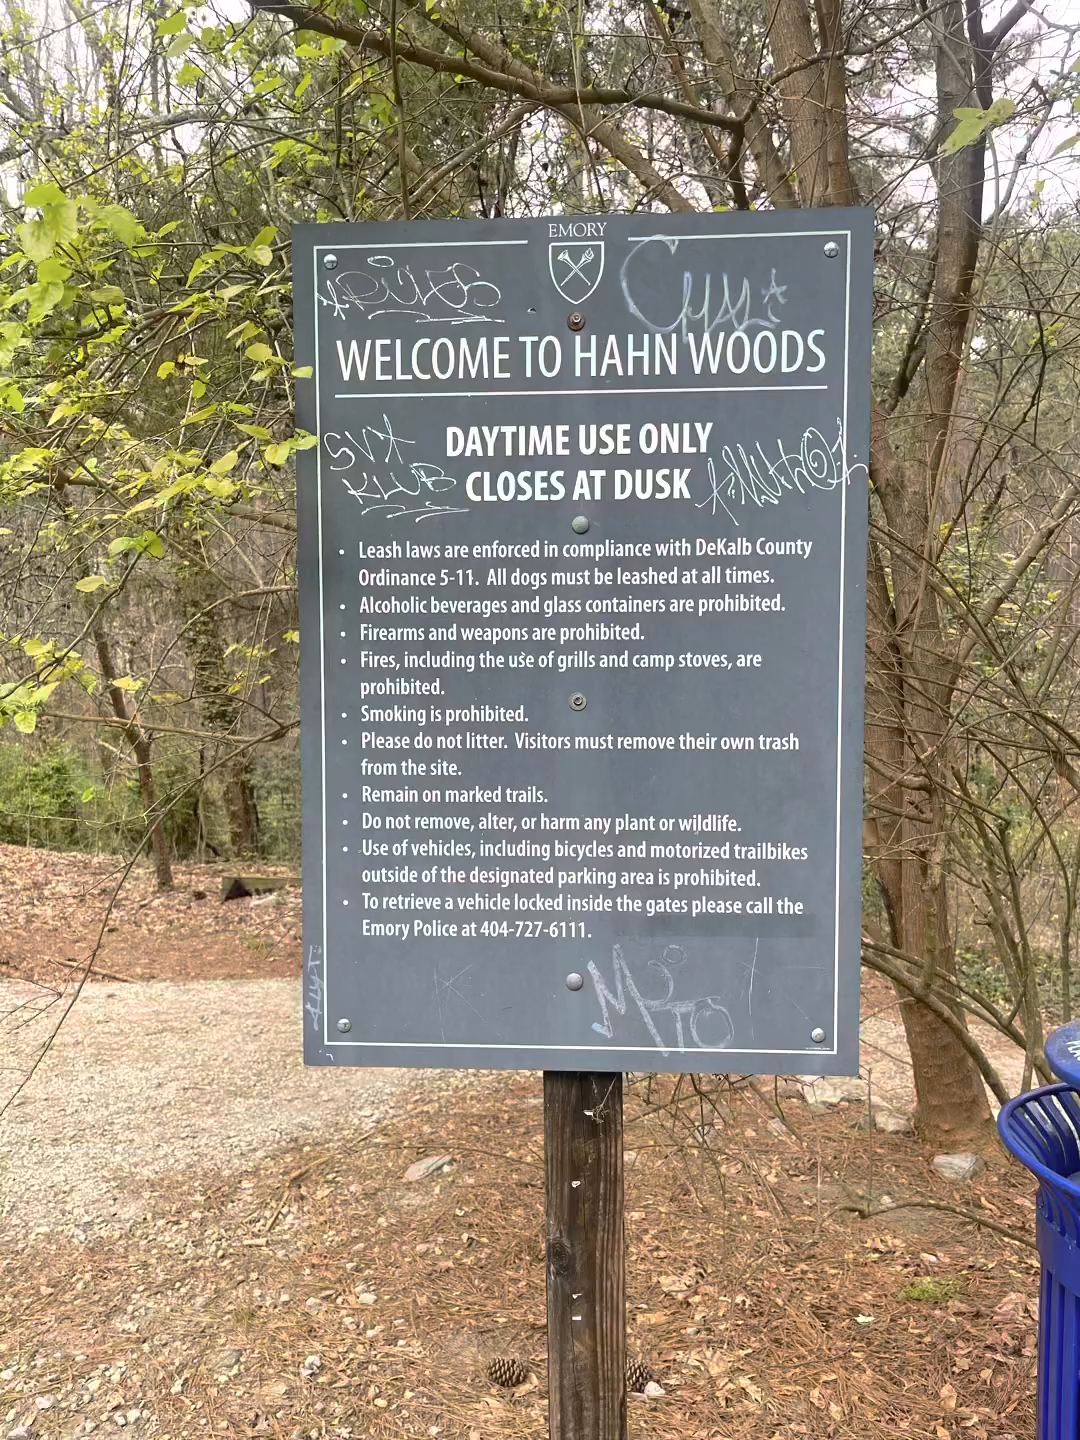 EMORY
WELCOME TO HAHN WOODS
DAYTIME USE ONLY
CLOSES AT DUSK
SVX
KLUB
• Leash laws are enforced in compliance with DeKalb County
Ordinance 5-11. All dogs must be leashed at all times.
• Alcoholic beverages and glass containers are prohibited.
• Firearms and weapons are prohibited.
• Fires, including the use of grills and camp stoves, are
prohibited.
• Smoking is prohibited.
• Please do not litter. Visitors must remove their own trash
from the site.
• Remain on marked trails.
• Do not remove, alter, or harm any plant or wildlife.
• Use of vehicles, including bicycles and motorized trailbikes
outside of the designated parking area is prohibited.
• To retrieve a vehicle locked inside the gates please call the
Emory Police at 404-727-6111.